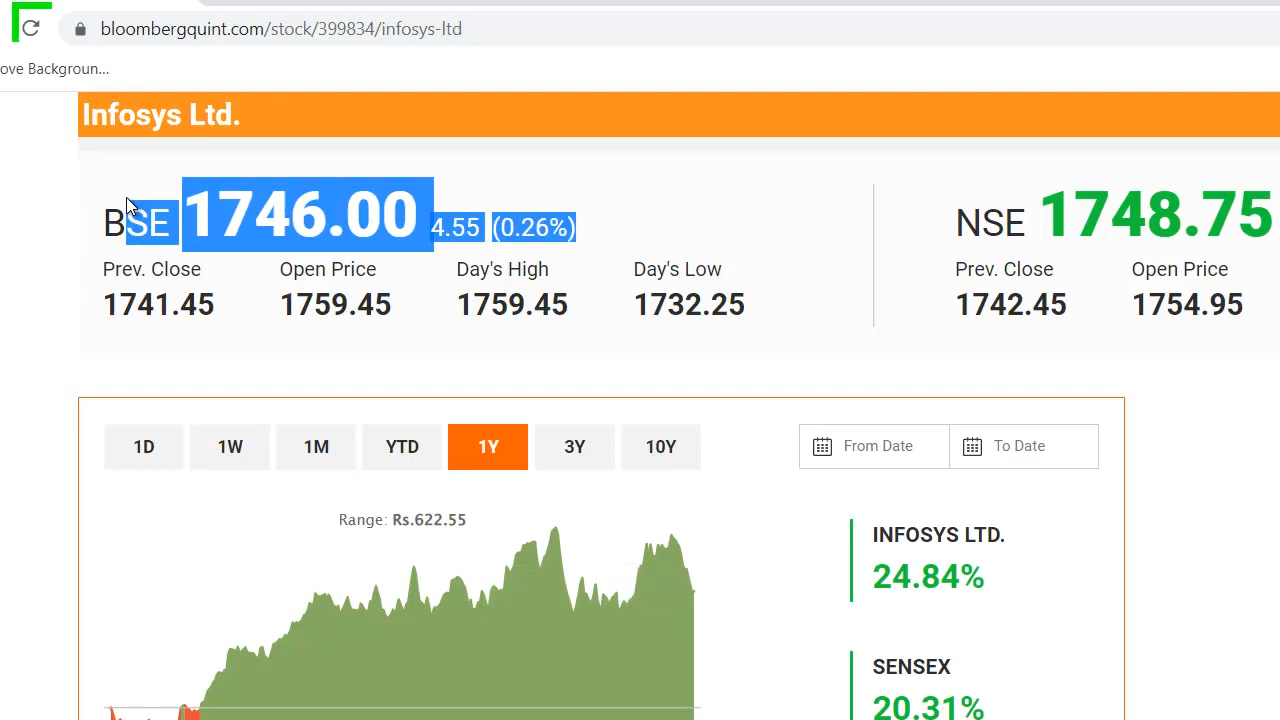 bloombergquint.com/stock/399834/infosys-ltd
ove Backgroun...
Infosys Ltd.
BSE 1746.00 4.55 (0.26%)
NSE 1748.75
Prev. Close Open Price Day's High Day's Low
1741.45 1759.45 1759.45 1732.25
Prev. Close Open Price
1742.45 1754.95
1D 1W 1M YTD 1Y 3Y 10Y
From Date To Date
Range: Rs.622.55
INFOSYS LTD.
24.84%
SENSEX
20.31%